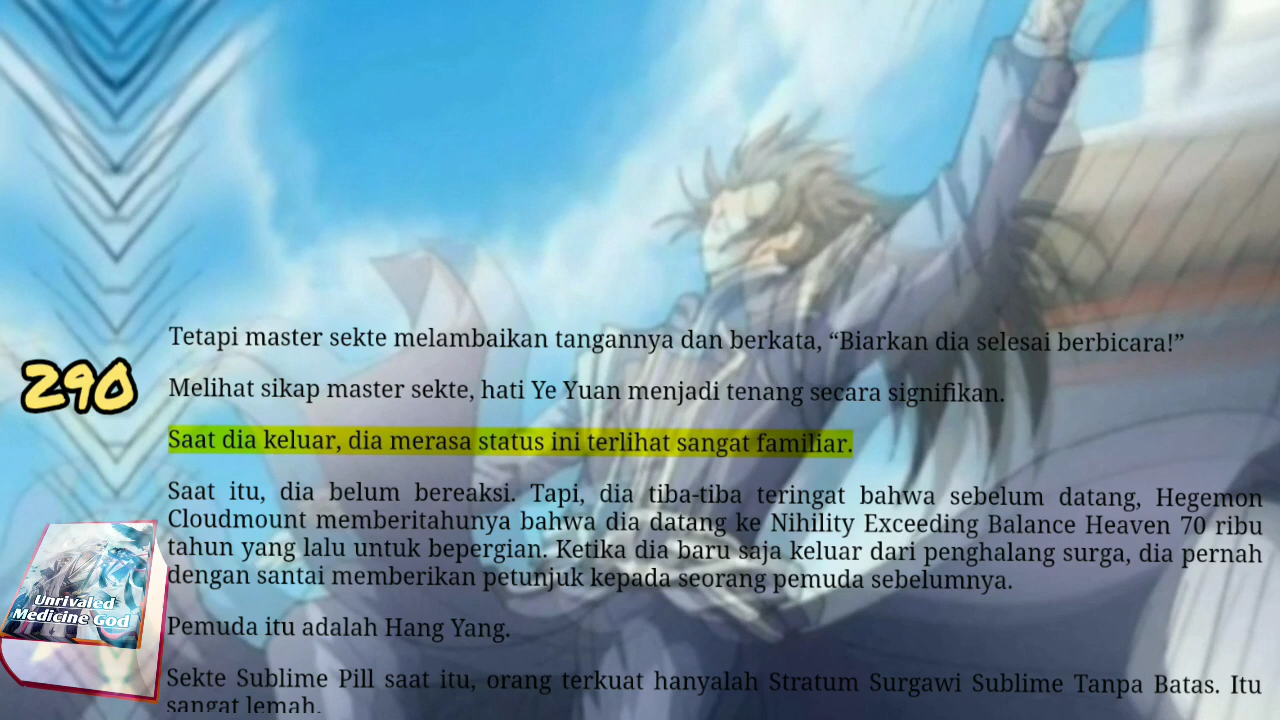 Tetapi master sekte melambaikan tangannya dan berkata, “Biarkan dia selesai berbicara!”
290
Melihat sikap master sekte, hati Ye Yuan menjadi tenang secara signifikan.
Saat dia keluar, dia merasa status ini terlihat sangat familiar.
Saat itu, dia belum bereaksi. Tapi, dia tiba-tiba teringat bahwa sebelum datang, Hegemon
Cloudmount memberitahunya bahwa dia datang ke Nihility Exceeding Balance Heaven 70 ribu
tahun yang lalu untuk bepergian. Ketika dia baru saja keluar dari penghalang surga, dia pernah
dengan santai memberikan petunjuk kepada seorang pemuda sebelumnya.
Unrivaled
Medicine God
Pemuda itu adalah Hang Yang.
Sekte Sublime Pill saat itu, orang terkuat hanyalah Stratum Surgawi Sublime Tanpa Batas. Itu
sangat lemah.